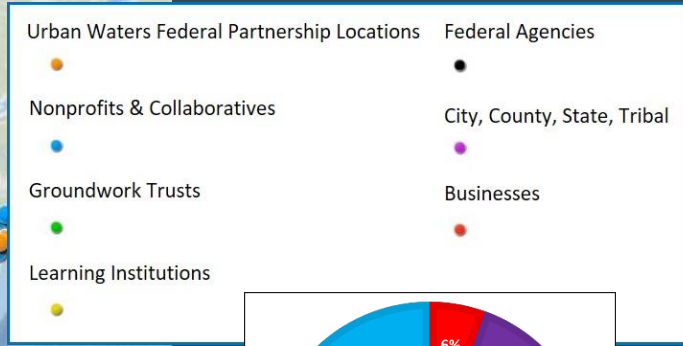 Urban Waters Federal Partnership Locations
Federal Agencies
Nonprofits & Collaboratives
City, County, State, Tribal
Groundwork Trusts
Businesses
Learning Institutions
6%